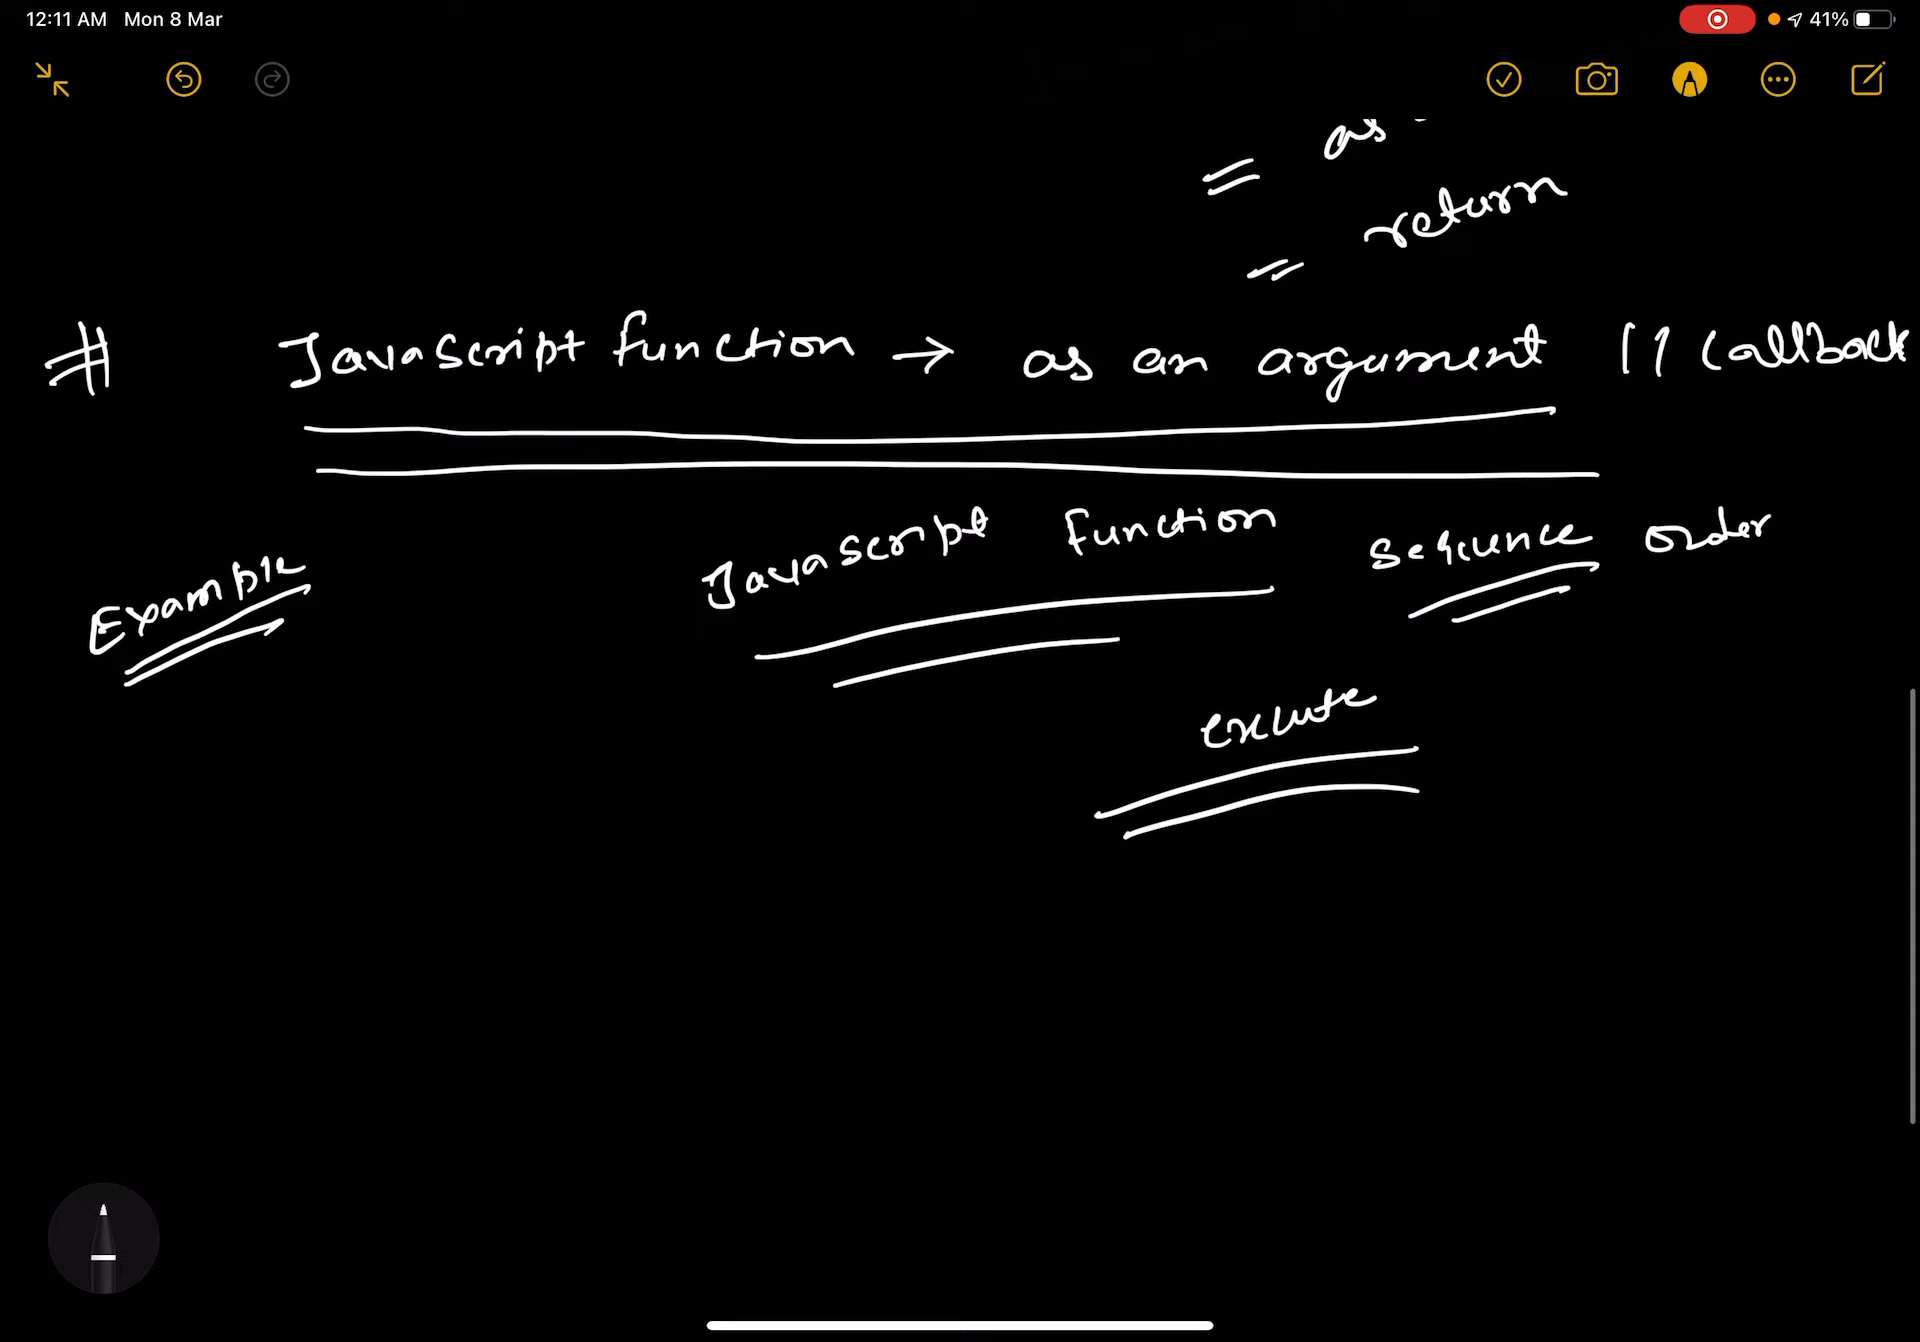 12:11 AM Mon 8 Mar
41%
= as
= return
# JavaScript function → as an argument || Callback
Example
JavaScript function sequence order
execute